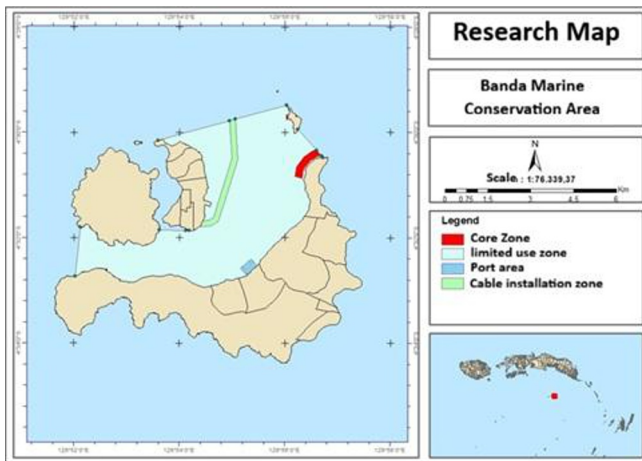 Research Map
Banda Marine
Conservation Area
N
Scale : 1:76.339,37
Km
0 0.75 1.5 3 4.5 6
Legend
Core Zone
limited use zone
Port area
Cable installation zone